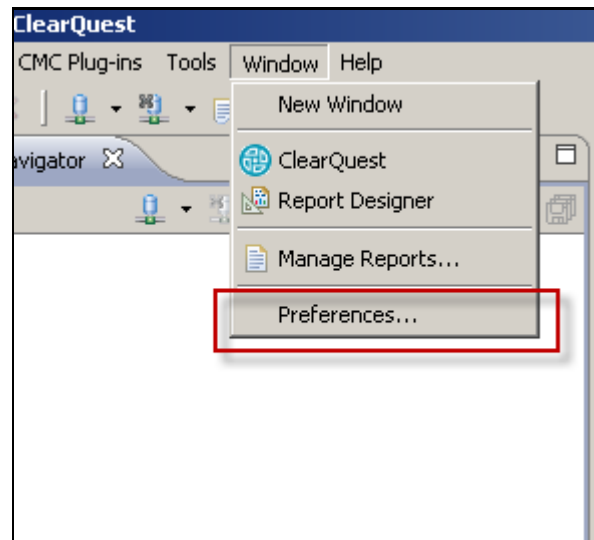 ClearQuest
CMC Plug-ins Tools Window Help
New Window
avigator
ClearQuest
Report Designer
Manage Reports...
Preferences...